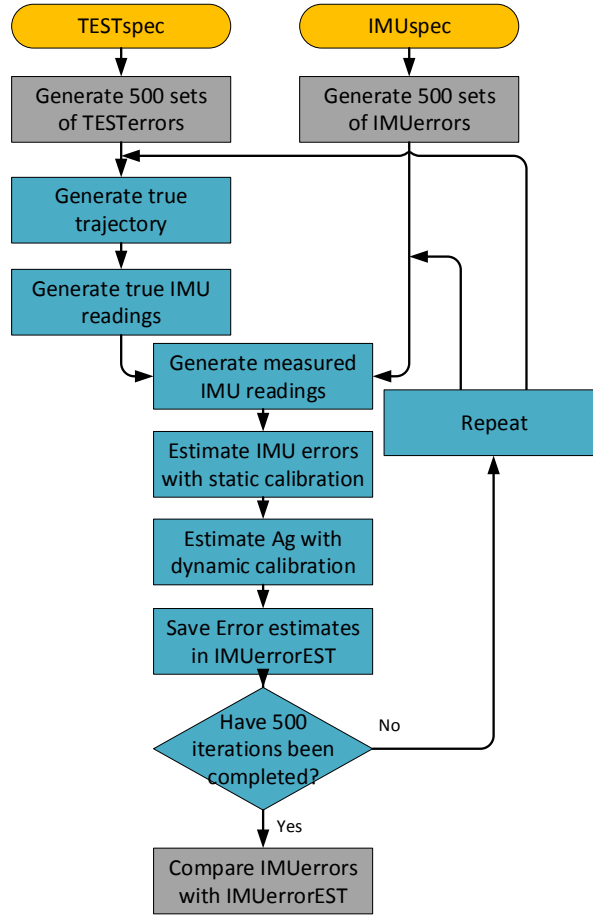 TESTspec
IMUspec
Generate 500 sets
of TESTerrors
Generate 500 sets
of IMUerrors
Generate true
trajectory
Generate true IMU
readings
Generate measured
IMU readings
Repeat
Estimate IMU errors
with static calibration
Estimate Ag with
dynamic calibration
Save Error estimates
in IMUerrorEST
Have 500
iterations been
completed?
No
Yes
Compare IMUerrors
with IMUerrorEST